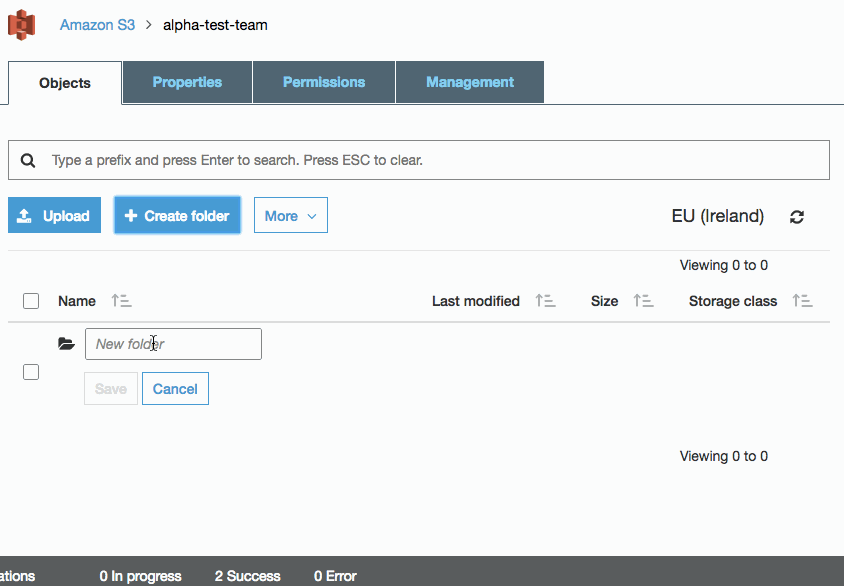 Amazon S3 > alpha-test-team
Objects Properties Permissions Management
Type a prefix and press Enter to search. Press ESC to clear.
Upload + Create folder More EU (Ireland)
Viewing 0 to 0
Name Last modified Size Storage class
New folder
Save Cancel
Viewing 0 to 0
ations 0 In progress 2 Success 0 Error